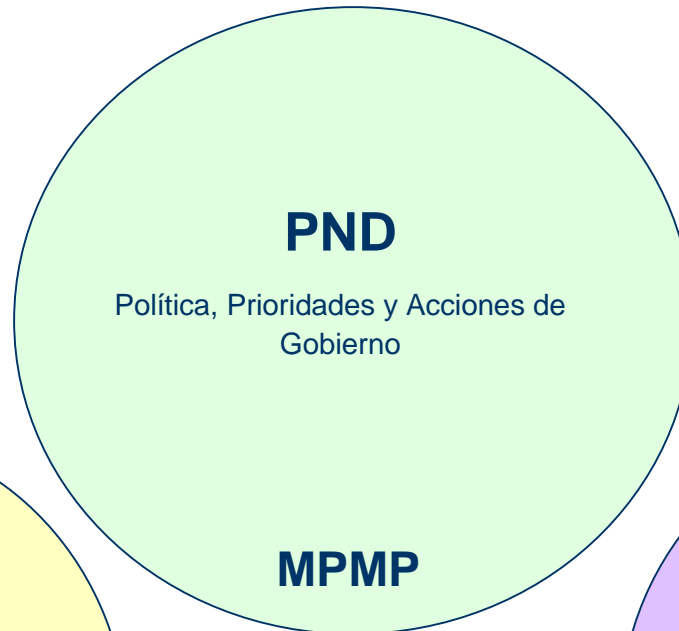 PND
Política, Prioridades y Acciones de
Gobierno
MPMP